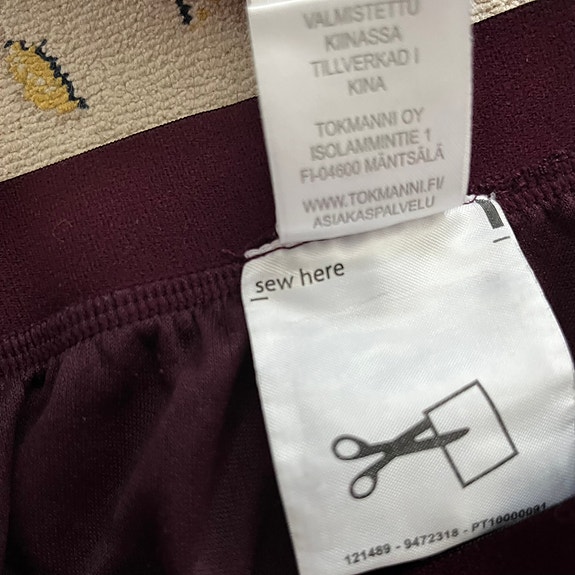 VALMISTETTU
KIINASSA
TILLVERKAD I
KINA
TOKMANNI OY
ISOLAMMINTIE 1
FI-04600 MÄNTSÄLÄ
WWW.TOKMANNI.FI/
ASIAKASPALVELU
sew here
121489 - 9472318 - PT10000091